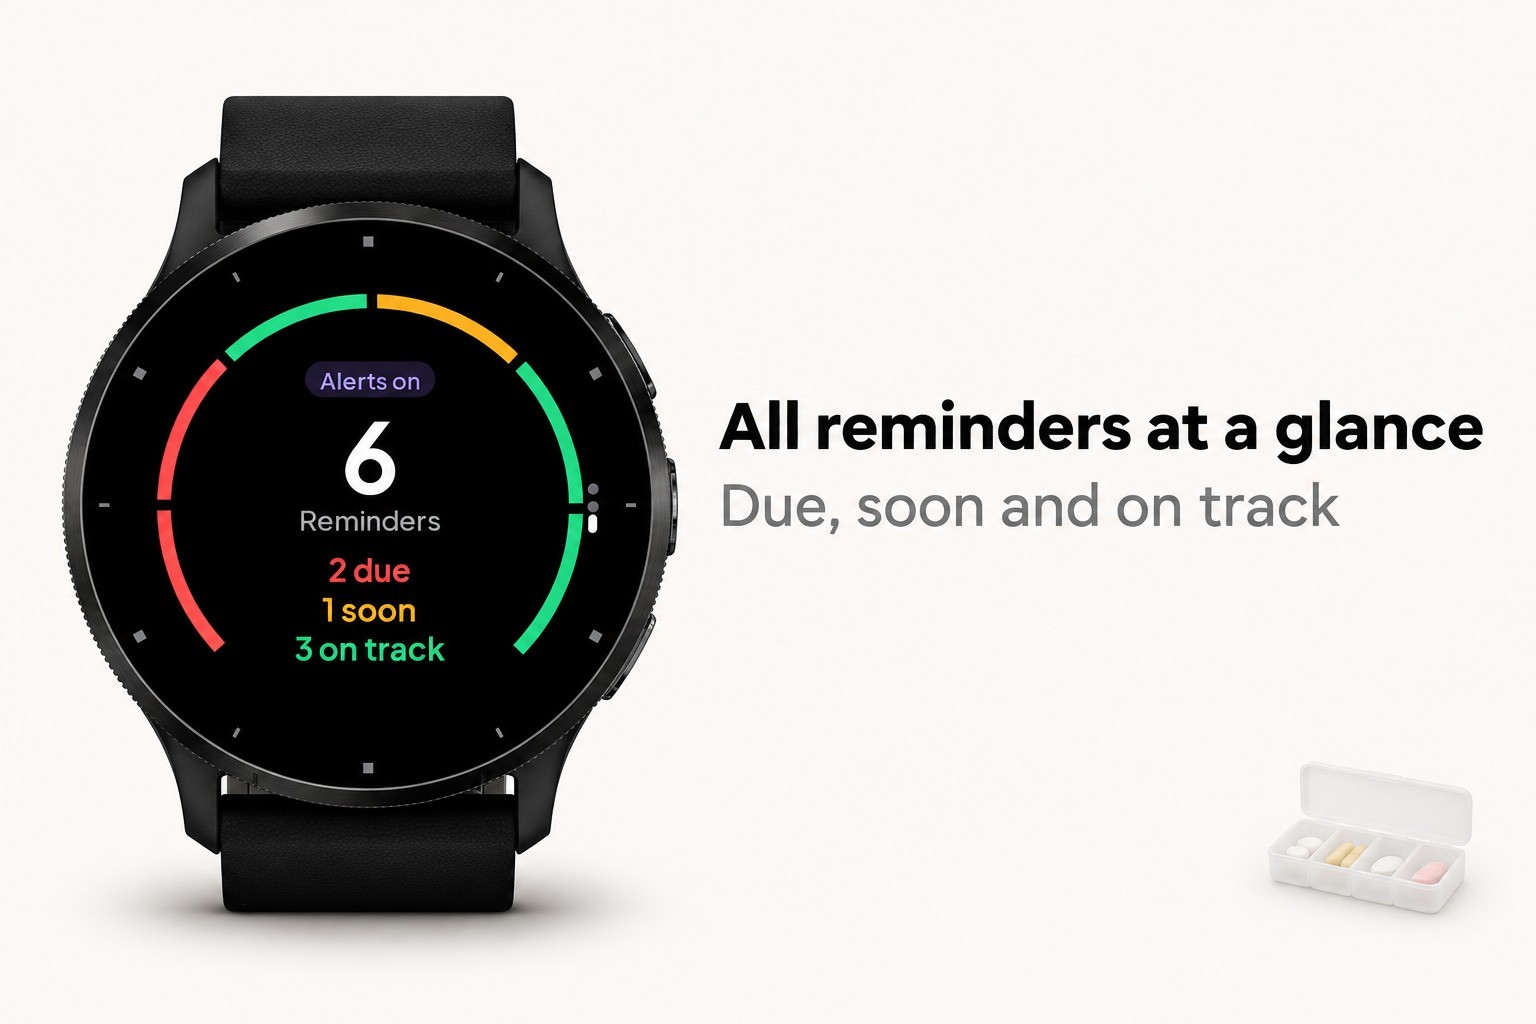 Alerts on
6
Reminders
2 due
1 soon
3 on track
All reminders at a glance
Due, soon and on track